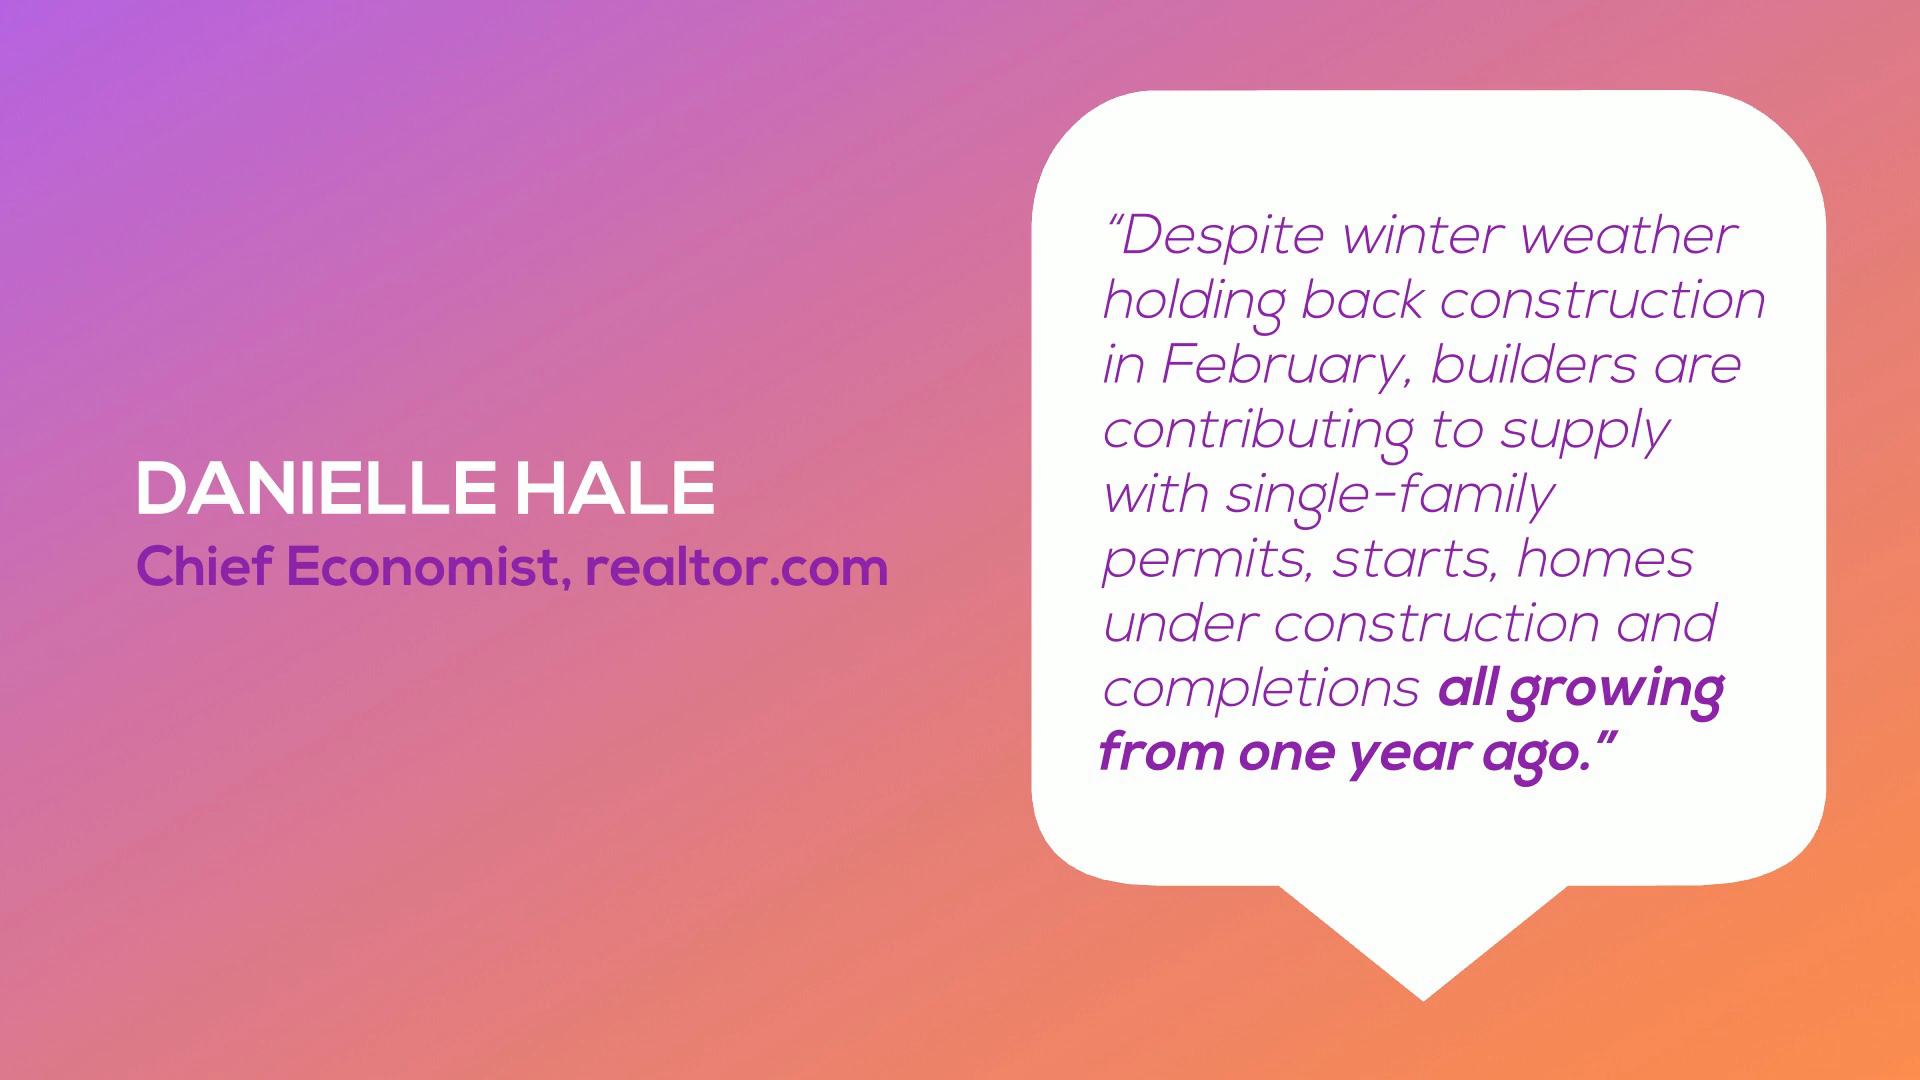 DANIELLE HALE
Chief Economist, realtor.com
“Despite winter weather
holding back construction
in February, builders are
contributing to supply
with single-family
permits, starts, homes
under construction and
completions all growing
from one year ago.”